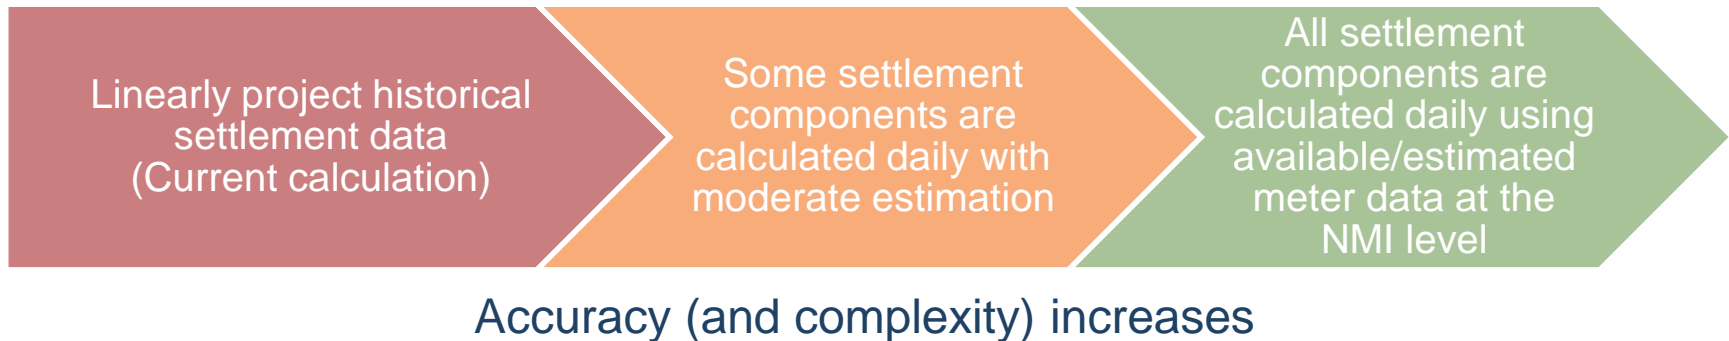 Linearly project historical
settlement data
(Current calculation)
Some settlement
components are
calculated daily with
moderate estimation
All settlement
components are
calculated daily using
available/estimated
meter data at the
NMI level
Accuracy (and complexity) increases